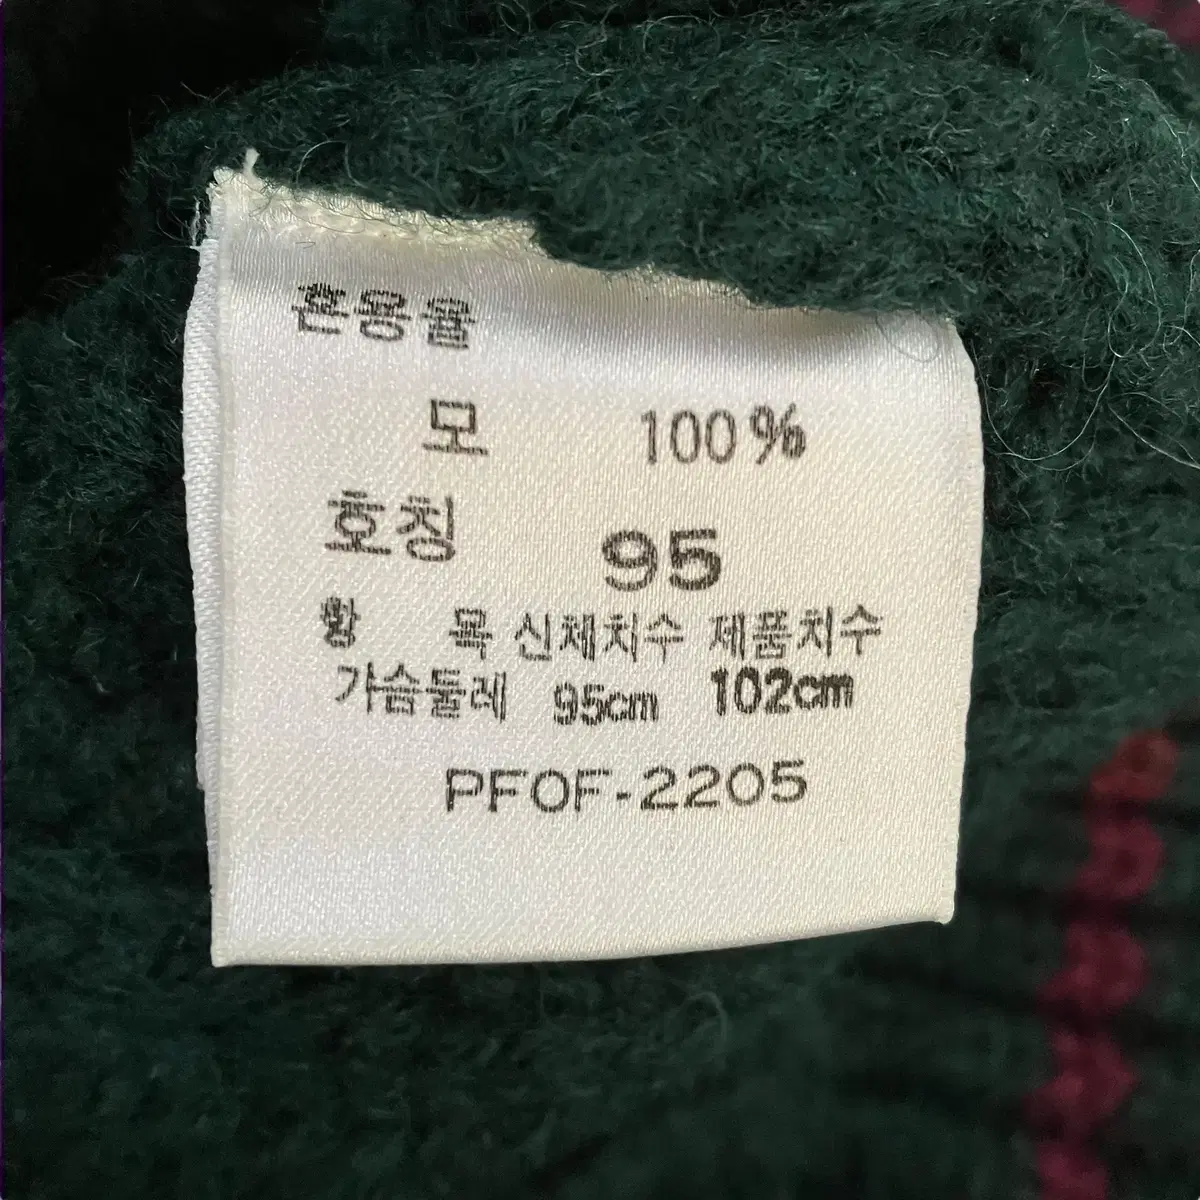 혼용율
모 100%
호칭 95
항 목 신체치수 제품치수
가슴둘레 95cm 102cm
PFOF-2205